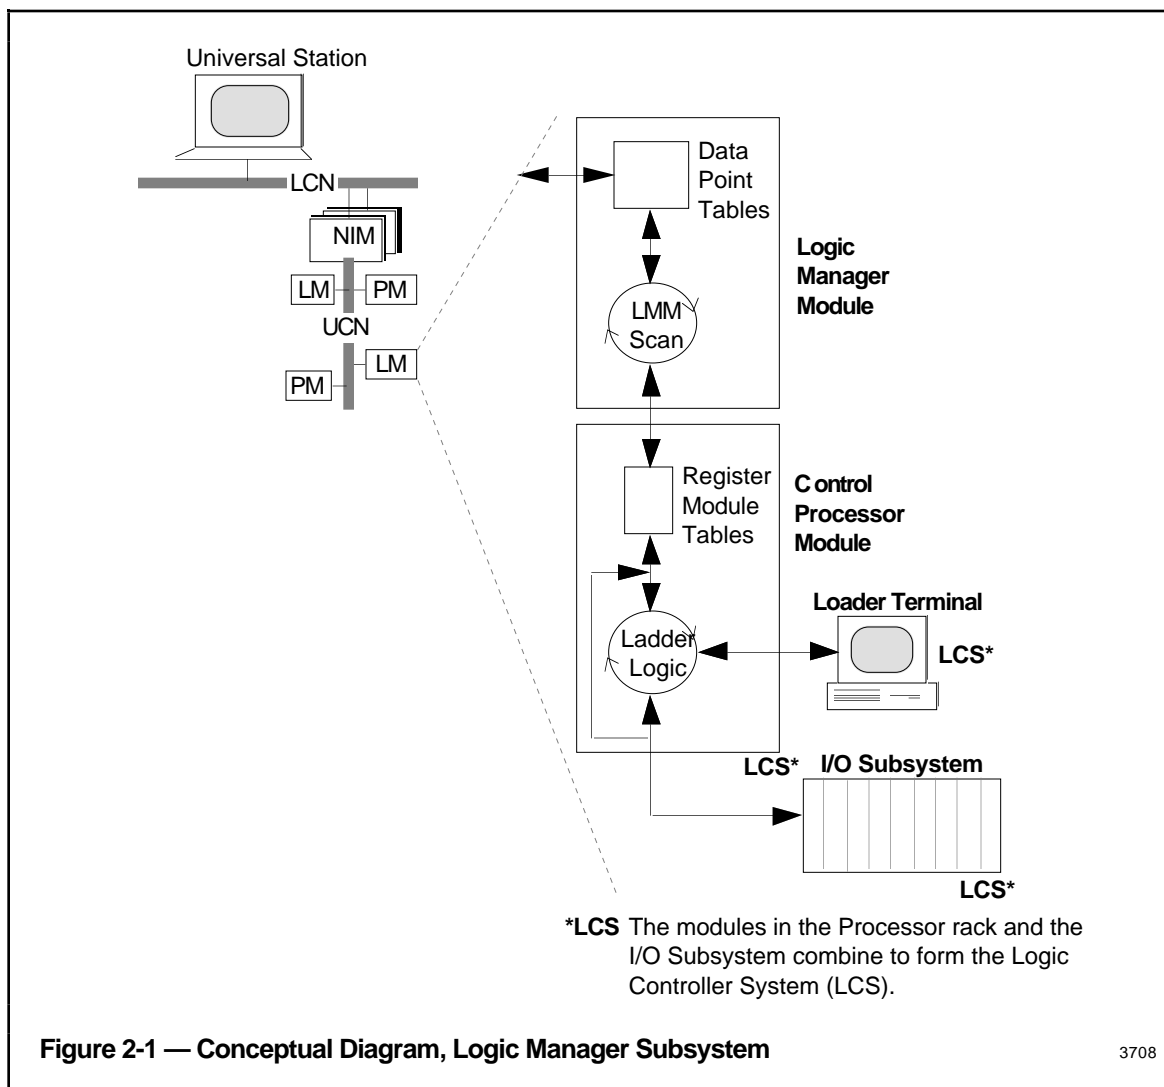 Universal Station
LCN
NIM
LM
PM
UCN
LM
PM
Data
Point
Tables
Logic
Manager
Module
LMM
Scan
Register
Module
Tables
Control
Processor
Module
Loader Terminal
Ladder
Logic
LCS*
LCS*
I/O Subsystem
LCS*
*LCS The modules in the Processor rack and the
I/O Subsystem combine to form the Logic
Controller System (LCS).
Figure 2-1 — Conceptual Diagram, Logic Manager Subsystem
3708